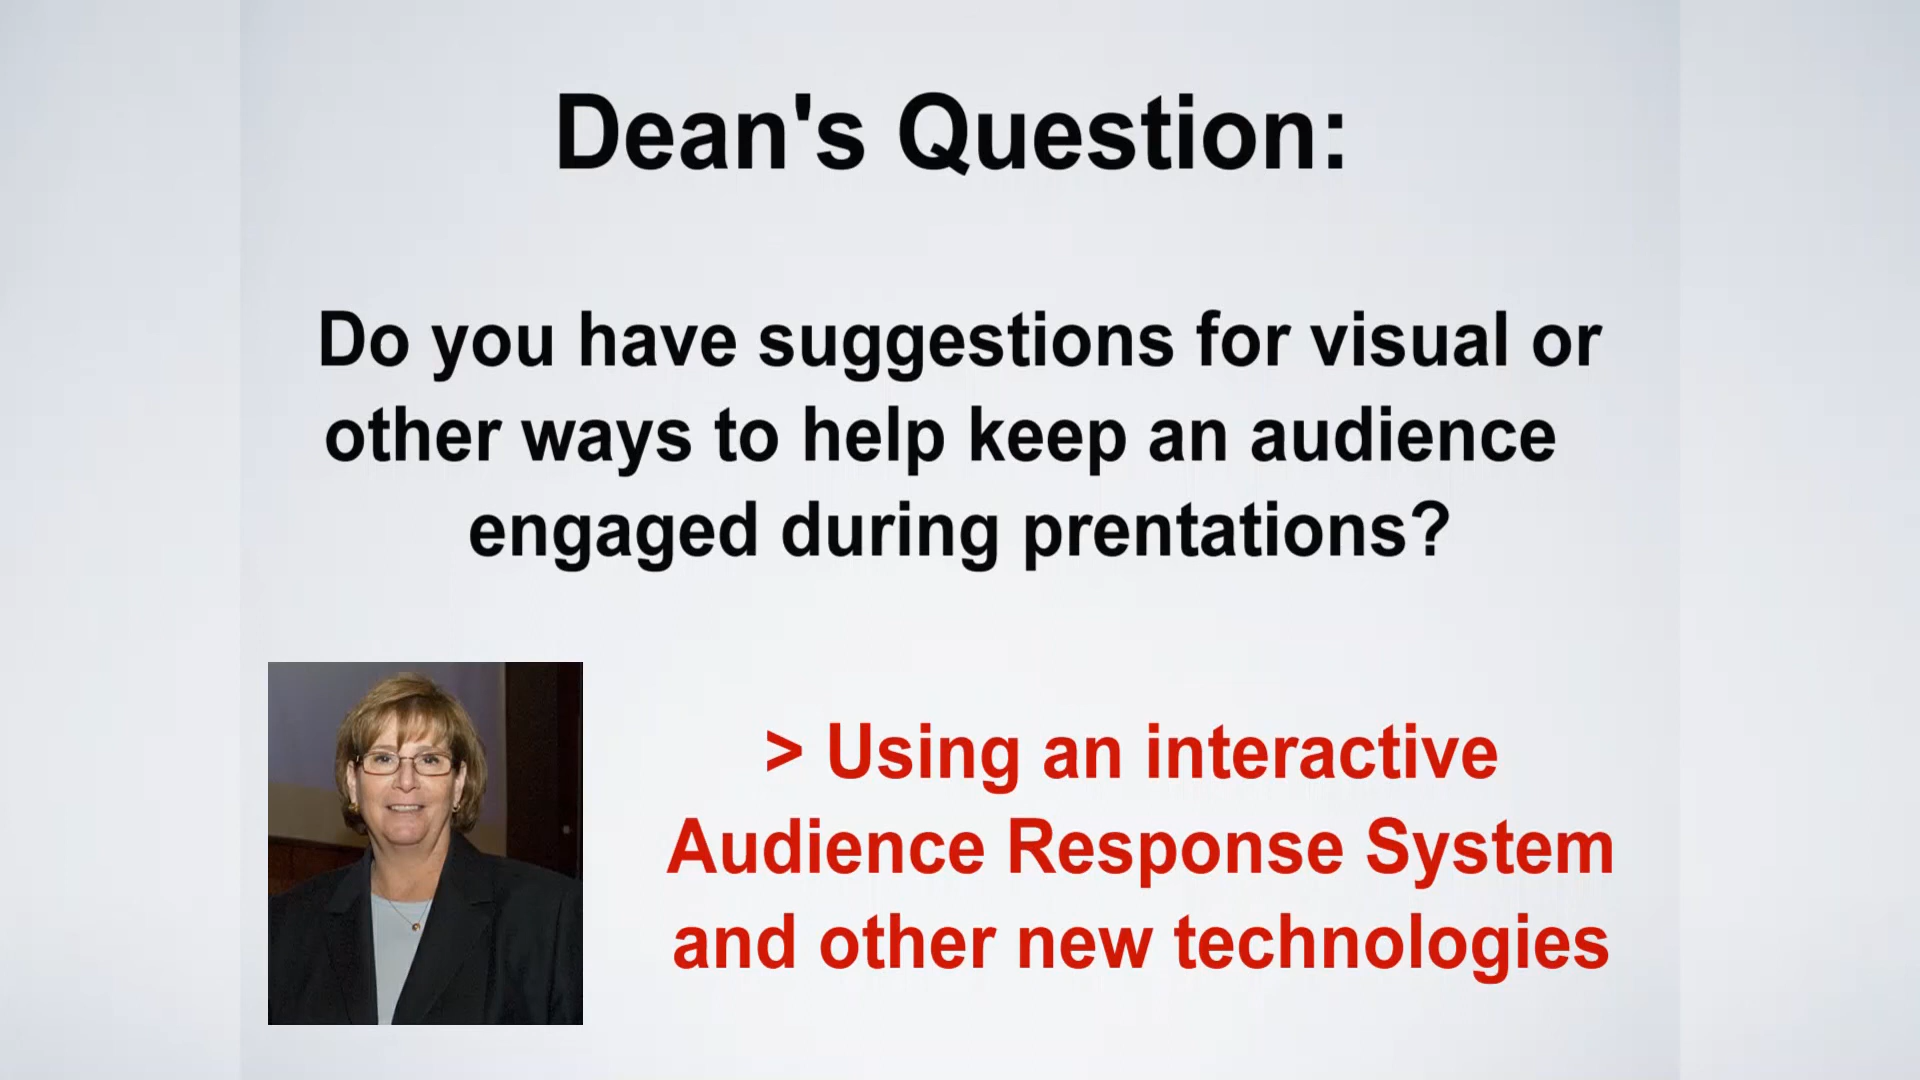 Dean's Question:
Do you have suggestions for visual or
other ways to help keep an audience
engaged during prentations?
> Using an interactive
Audience Response System
and other new technologies